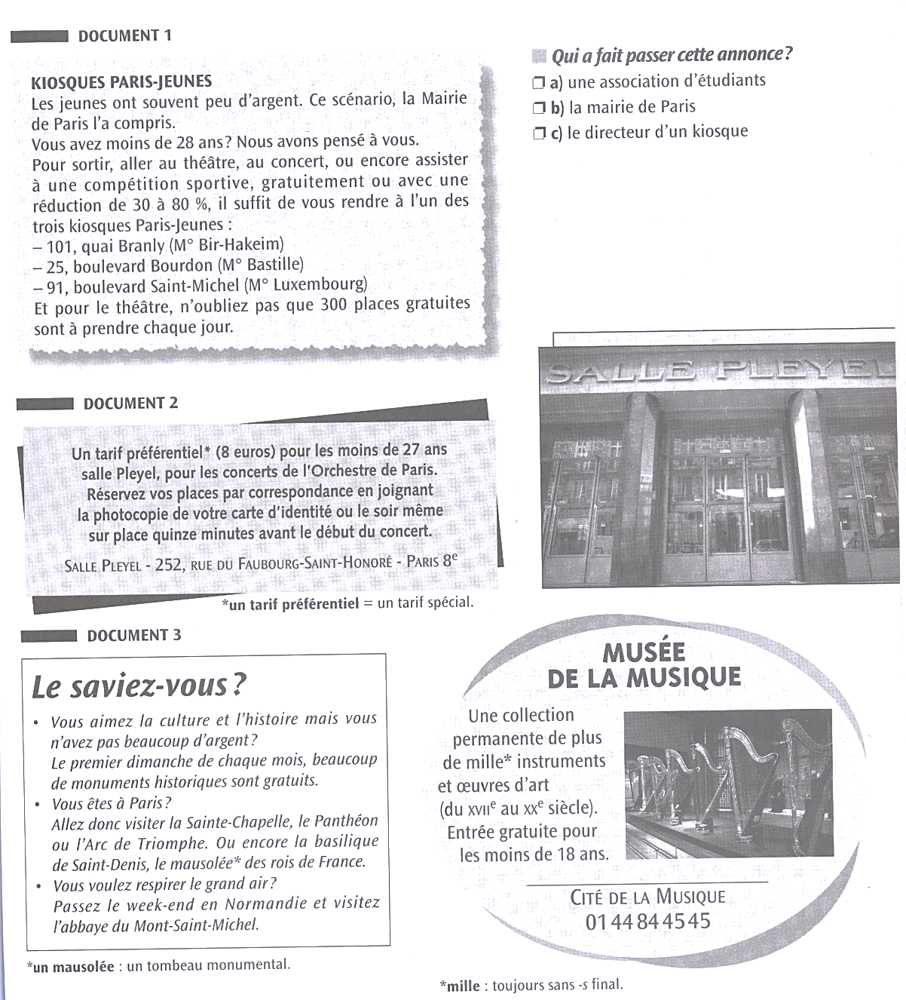 DOCUMENT 1
KIOSQUES PARIS-JEUNES
Les jeunes ont souvent peu d'argent. Ce scénario, la Mairie
de Paris l'a compris.
Vous avez moins de 28 ans ? Nous avons pensé à vous.
Pour sortir, aller au théâtre, au concert, ou encore assister
à une compétition sportive, gratuitement ou avec une
réduction de 30 à 80 %, il suffit de vous rendre à l'un des
trois kiosques Paris-Jeunes :
– 101, quai Branly (M° Bir-Hakeim)
– 25, boulevard Bourdon (M° Bastille)
– 91, boulevard Saint-Michel (M° Luxembourg)
Et pour le théâtre, n'oubliez pas que 300 places gratuites
sont à prendre chaque jour.
Qui a fait passer cette annonce ?
a) une association d'étudiants
b) la mairie de Paris
c) le directeur d'un kiosque
DOCUMENT 2
Un tarif préférentiel* (8 euros) pour les moins de 27 ans
salle Pleyel, pour les concerts de l'Orchestre de Paris.
Réservez vos places par correspondance en joignant
la photocopie de votre carte d'identité ou le soir même
sur place quinze minutes avant le début du concert.
SALLE PLEYEL - 252, RUE DU FAUBOURG-SAINT-HONORÉ - PARIS 8e
*un tarif préférentiel = un tarif spécial.
SALLE PLEYEL
DOCUMENT 3
Le saviez-vous ?
• Vous aimez la culture et l'histoire mais vous
n'avez pas beaucoup d'argent ?
Le premier dimanche de chaque mois, beaucoup
de monuments historiques sont gratuits.
• Vous êtes à Paris ?
Allez donc visiter la Sainte-Chapelle, le Panthéon
ou l'Arc de Triomphe. Ou encore la basilique
de Saint-Denis, le mausolée* des rois de France.
• Vous voulez respirer le grand air ?
Passez le week-end en Normandie et visitez
l'abbaye du Mont-Saint-Michel.
*un mausolée : un tombeau monumental.
MUSÉE
DE LA MUSIQUE
Une collection
permanente de plus
de mille* instruments
et œuvres d'art
(du XVIIe au XXe siècle).
Entrée gratuite pour
les moins de 18 ans.
CITÉ DE LA MUSIQUE
01 44 84 45 45
*mille : toujours sans -s final.